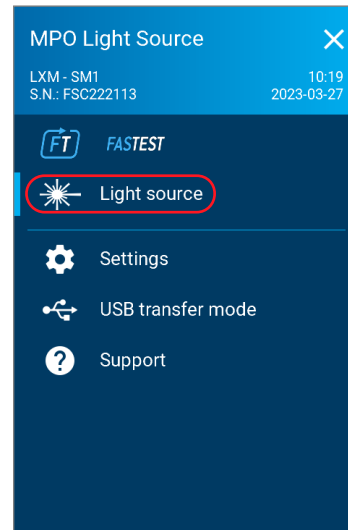 MPO Light Source
LXM - SM1
10:19
S.N.: FSC222113
2023-03-27
FT FASTEST
Light source
Settings
USB transfer mode
Support